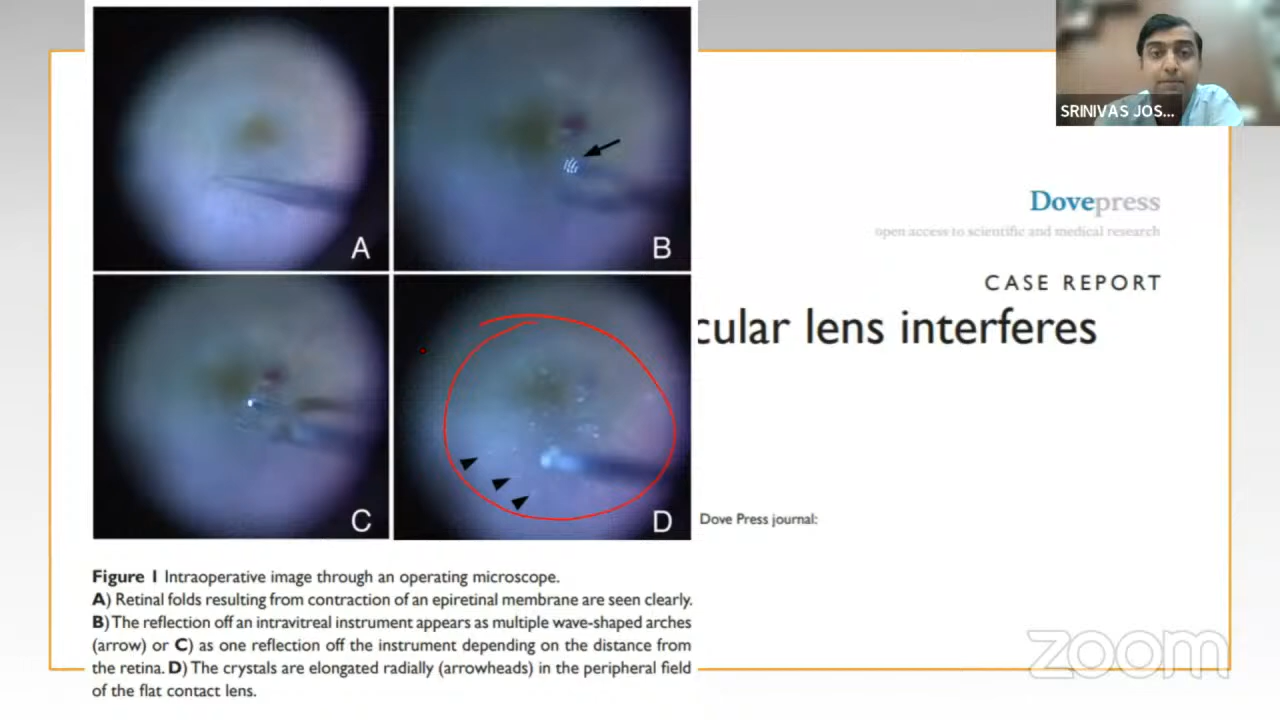 SRINIVAS JOS...
A
B
C
D
Dovepress
open access to scientific and medical research
CASE REPORT
cular lens interferes
Dove Press journal:
Figure 1 Intraoperative image through an operating microscope.
A) Retinal folds resulting from contraction of an epiretinal membrane are seen clearly.
B) The reflection off an intravitreal instrument appears as multiple wave-shaped arches
(arrow) or C) as one reflection off the instrument depending on the distance from
the retina. D) The crystals are elongated radially (arrowheads) in the peripheral field
of the flat contact lens.
zoom